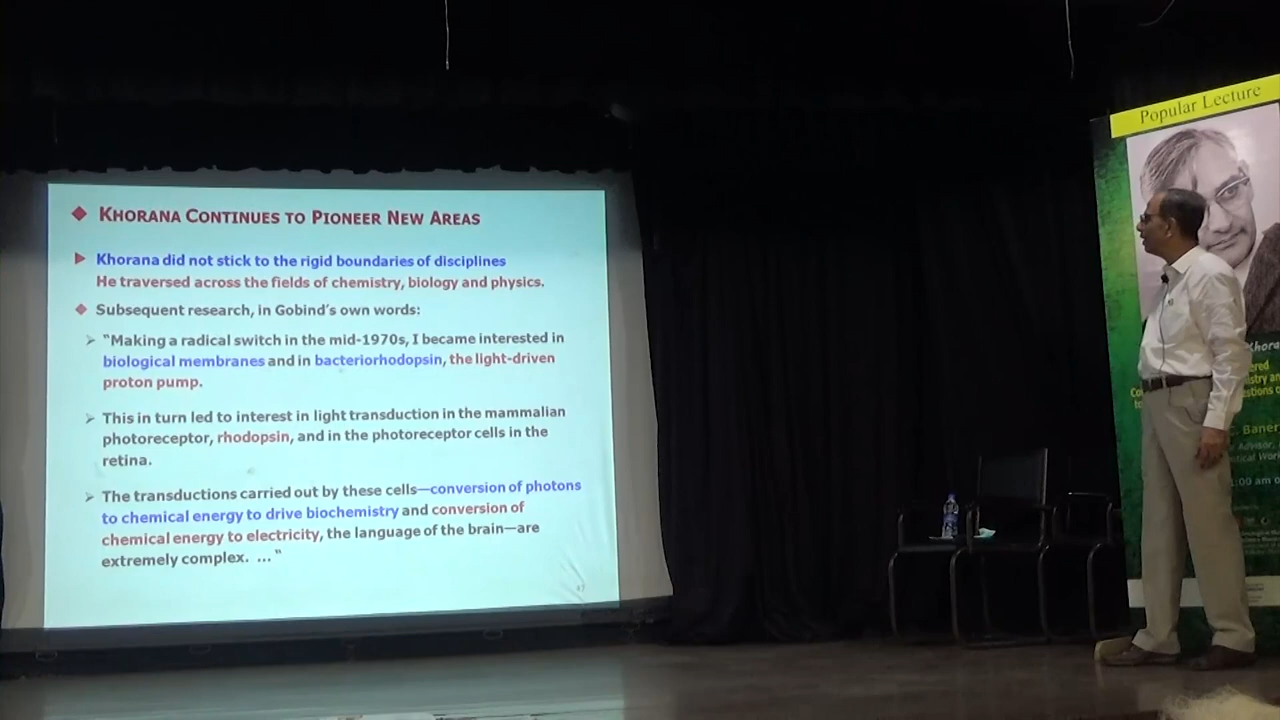 KHORANA CONTINUES TO PIONEER NEW AREAS
Khorana did not stick to the rigid boundaries of disciplines
He traversed across the fields of chemistry, biology and physics.
Subsequent research, in Gobind's own words:
"Making a radical switch in the mid-1970s, I became interested in
biological membranes and in bacteriorhodopsin, the light-driven
proton pump.
This in turn led to interest in light transduction in the mammalian
photoreceptor, rhodopsin, and in the photoreceptor cells in the
retina.
The transductions carried out by these cells—conversion of photons
to chemical energy to drive biochemistry and conversion of
chemical energy to electricity, the language of the brain—are
extremely complex. ..."
47
Popular Lecture